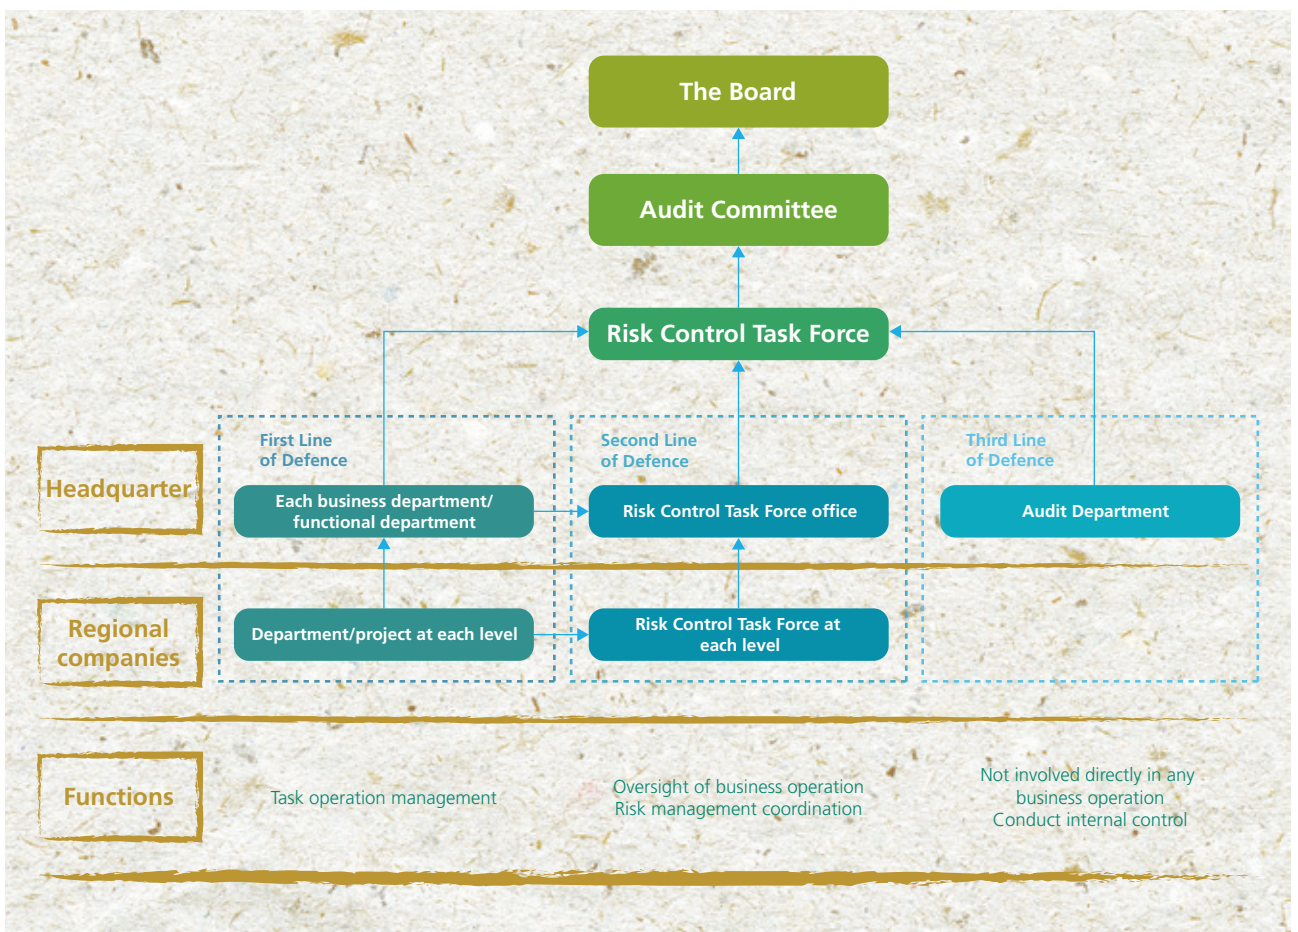 The Board
Audit Committee
Risk Control Task Force
First Line
of Defence
Second Line
of Defence
Third Line
of Defence
Headquarter
Each business department/
functional department
Risk Control Task Force office
Audit Department
Regional
companies
Department/project at each level
Risk Control Task Force at
each level
Functions
Task operation management
Oversight of business operation
Risk management coordination
Not involved directly in any
business operation
Conduct internal control